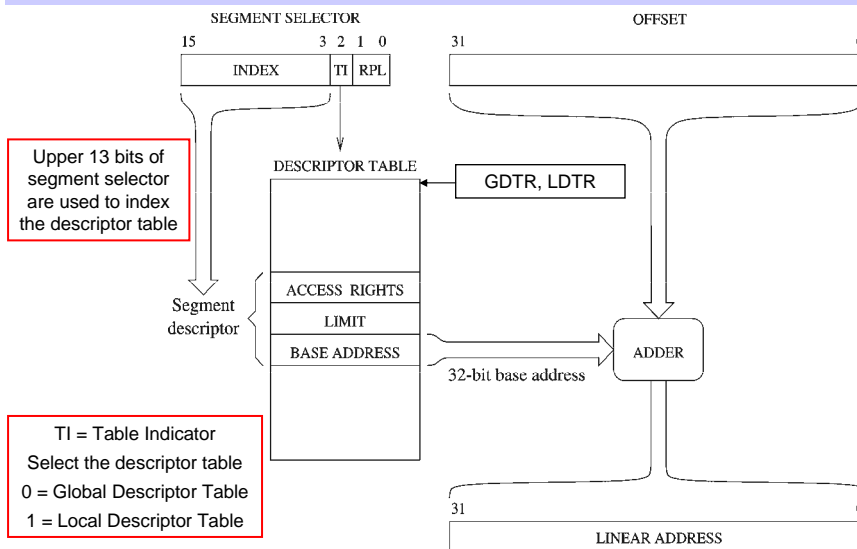 SEGMENT SELECTOR
OFFSET
15 3 2 1 0
31
INDEX TI RPL
Upper 13 bits of
segment selector
are used to index
the descriptor table
DESCRIPTOR TABLE
GDTR, LDTR
Segment
descriptor
ACCESS RIGHTS
LIMIT
BASE ADDRESS
32-bit base address
ADDER
TI = Table Indicator
Select the descriptor table
0 = Global Descriptor Table
1 = Local Descriptor Table
31
LINEAR ADDRESS